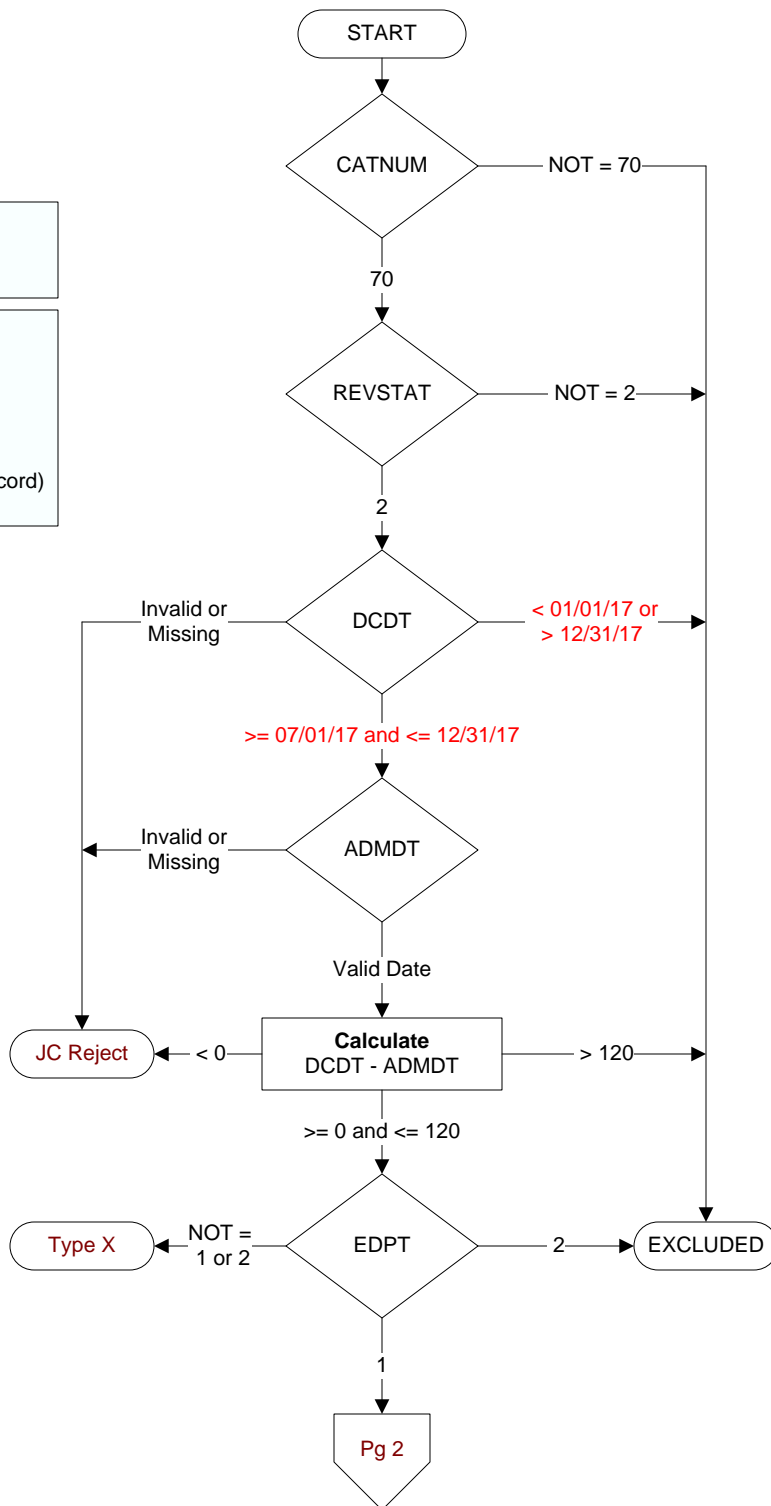 START
CATNUM
NOT = 70
70
REVSTAT
NOT = 2
cord)
2
Invalid or
Missing
DCDT
< 01/01/17 or
> 12/31/17
>= 07/01/17 and <= 12/31/17
Invalid or
Missing
ADMDT
Valid Date
JC Reject
< 0
Calculate
DCDT - ADMDT
> 120
>= 0 and <= 120
Type X
NOT =
1 or 2
EDPT
2
EXCLUDED
1
Pg 2